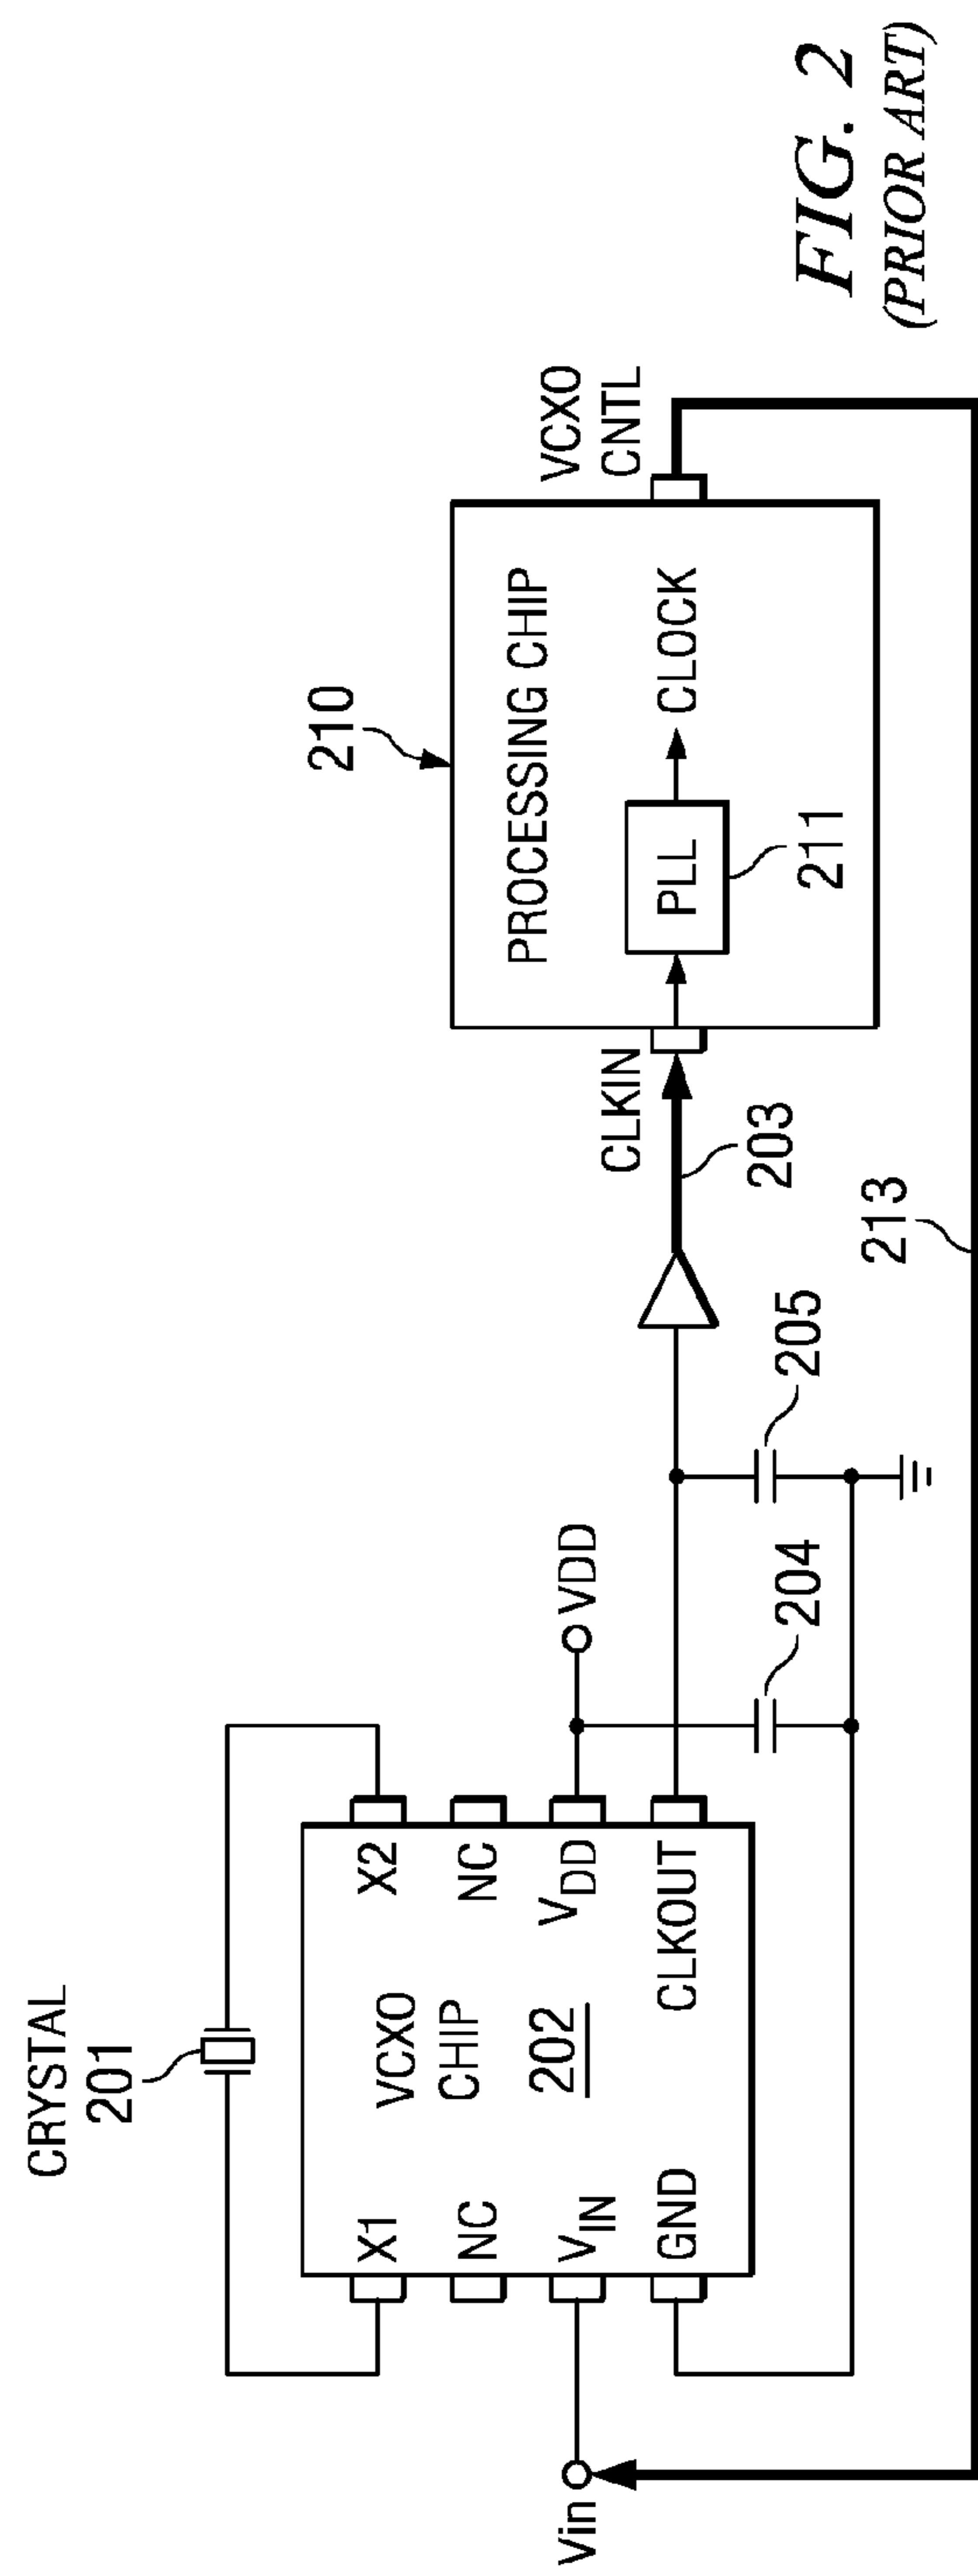 CRYSTAL
201
X1
NC
VIN
GND
VCXO
CHIP
202
X2
NC
VDD
CLKOUT
Vin
VDD
204
205
203
CLKIN
210
PROCESSING CHIP
PLL
CLOCK
211
VCXO
CNTL
213
FIG. 2
(PRIOR ART)